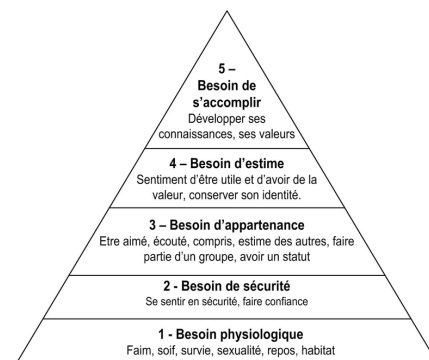 5 –
Besoin de
s’accomplir
Développer ses
connaissances, ses valeurs
4 – Besoin d’estime
Sentiment d’être utile et d’avoir de la
valeur, conserver son identité.
3 – Besoin d’appartenance
Etre aimé, écouté, compris, estime des autres, faire
partie d’un groupe, avoir un statut
2 - Besoin de sécurité
Se sentir en sécurité, faire confiance
1 - Besoin physiologique
Faim, soif, survie, sexualité, repos, habitat